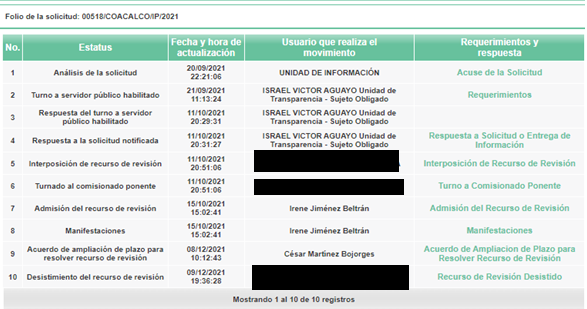 Folio de la solicitud: 00518/COACALCO/IP/2021
No. Estatus Fecha y hora de actualización Usuario que realiza el movimiento Requerimientos y respuesta
1 Análisis de la solicitud 20/09/2021 22:21:06 UNIDAD DE INFORMACIÓN Acuse de la Solicitud
2 Turno a servidor público habilitado 21/09/2021 11:13:24 ISRAEL VICTOR AGUAYO Unidad de Transparencia - Sujeto Obligado Requerimientos
3 Respuesta del turno a servidor público habilitado 11/10/2021 20:29:31 ISRAEL VICTOR AGUAYO Unidad de Transparencia - Sujeto Obligado
4 Respuesta a la solicitud notificada 11/10/2021 20:31:27 ISRAEL VICTOR AGUAYO Unidad de Transparencia - Sujeto Obligado Respuesta a Solicitud o Entrega de Información
5 Interposición de recurso de revisión 11/10/2021 20:51:06 Interposición de Recurso de Revisión
6 Turnado al comisionado ponente 11/10/2021 20:51:06 Turno a Comisionado Ponente
7 Admisión del recurso de revisión 15/10/2021 15:02:41 Irene Jiménez Beltrán Admisión del Recurso de Revisión
8 Manifestaciones 15/10/2021 15:02:41 Irene Jiménez Beltrán Manifestaciones
9 Acuerdo de ampliación de plazo para resolver recurso de revisión 08/12/2021 10:12:43 César Martínez Bojorges Acuerdo de Ampliacion de Plazo para Resolver Recurso de Revisión
10 Desistimiento del recurso de revisión 09/12/2021 19:36:28 Recurso de Revisión Desistido
Mostrando 1 al 10 de 10 registros